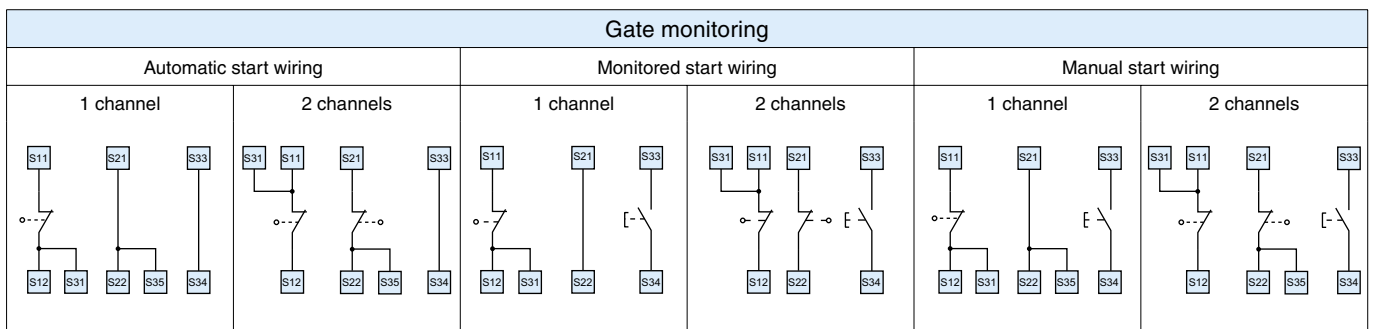 Gate monitoring
Automatic start wiring Monitored start wiring Manual start wiring
1 channel 2 channels 1 channel 2 channels 1 channel 2 channels
S11 S21 S33 S31 S11 S21 S33 S11 S21 S33 S31 S11 S21 S33 S11 S21 S33 S31 S11 S21 S33
S12 S31 S22 S35 S34 S12 S22 S35 S34 S12 S31 S22 S34 S12 S22 S34 S12 S31 S22 S35 S34 S12 S22 S35 S34